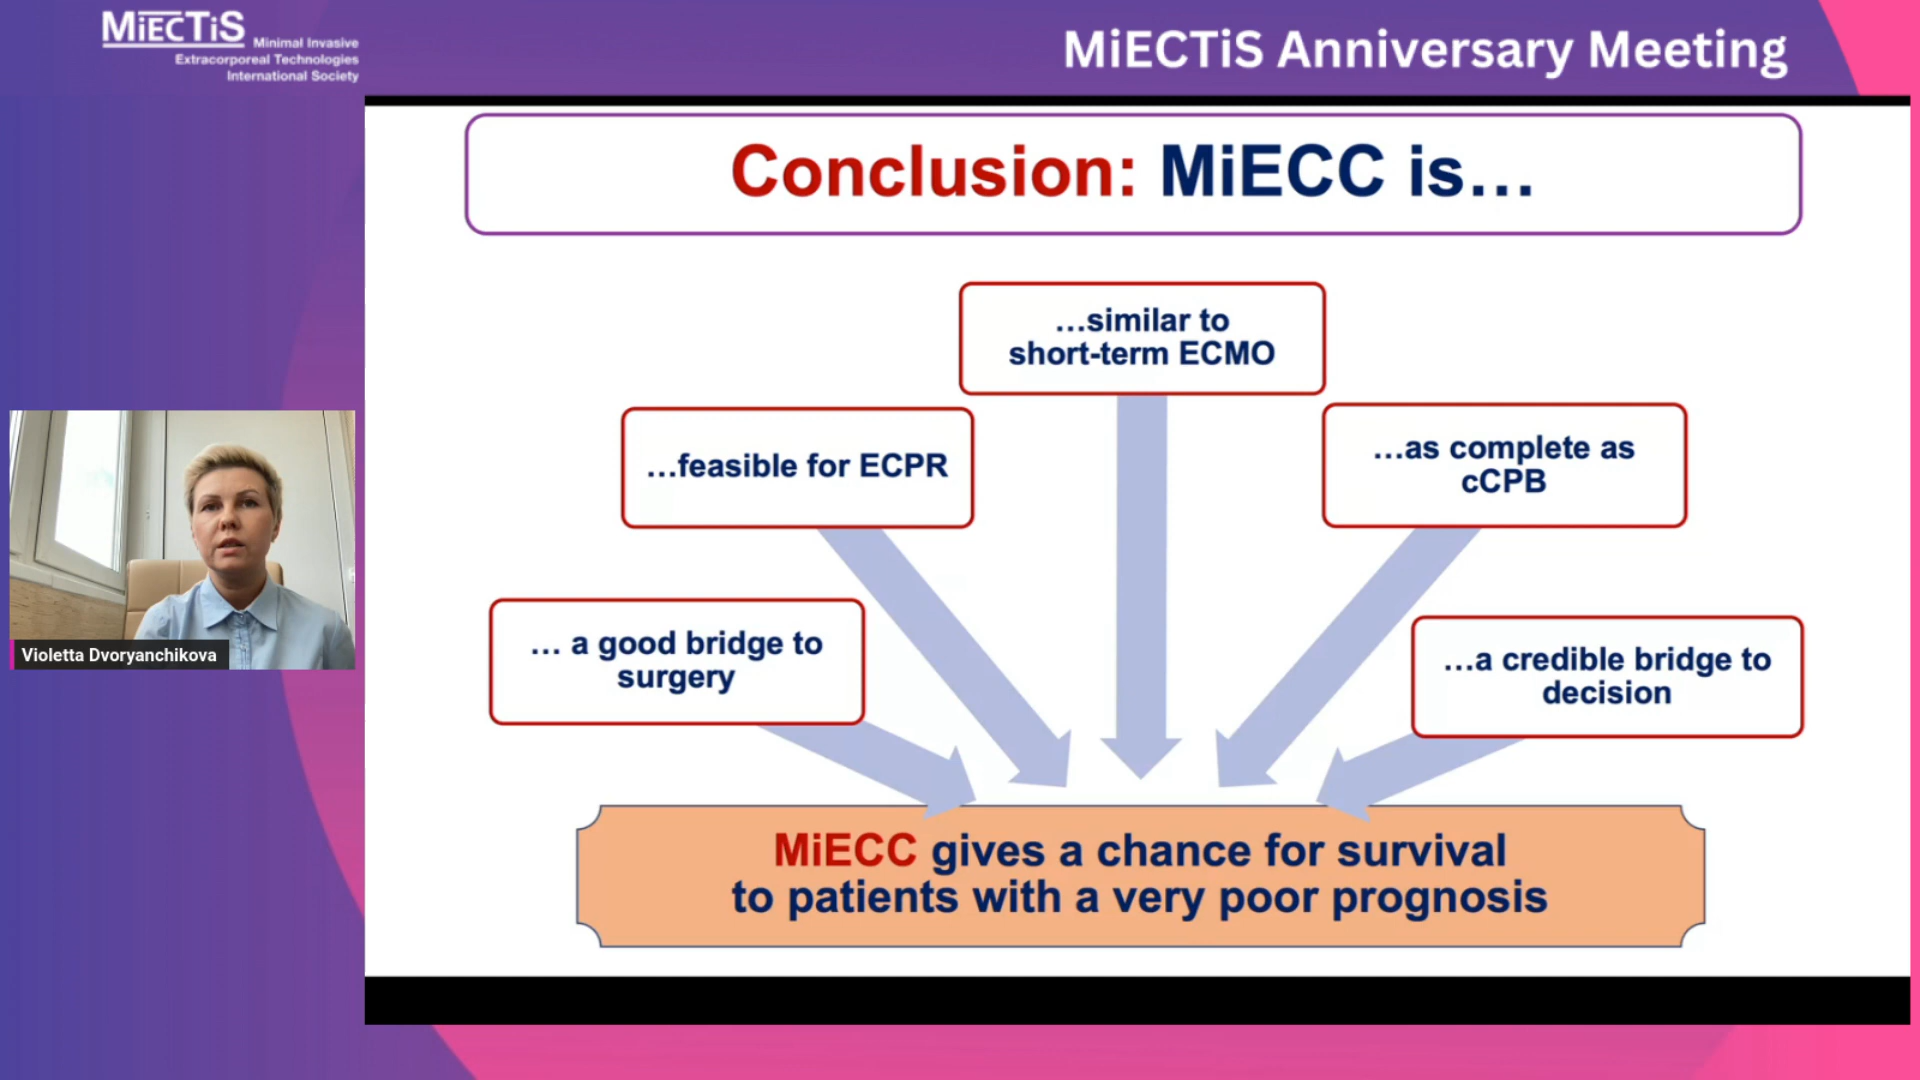 MiECTiS
Minimal Invasive
Extracorporeal Technologies
International Society
MiECTiS Anniversary Meeting
Conclusion: MiECC is...
...similar to
short-term ECMO
...feasible for ECPR
...as complete as
cCPB
... a good bridge to
surgery
...a credible bridge to
decision
MiECC gives a chance for survival
to patients with a very poor prognosis
Violetta Dvoryanchikova